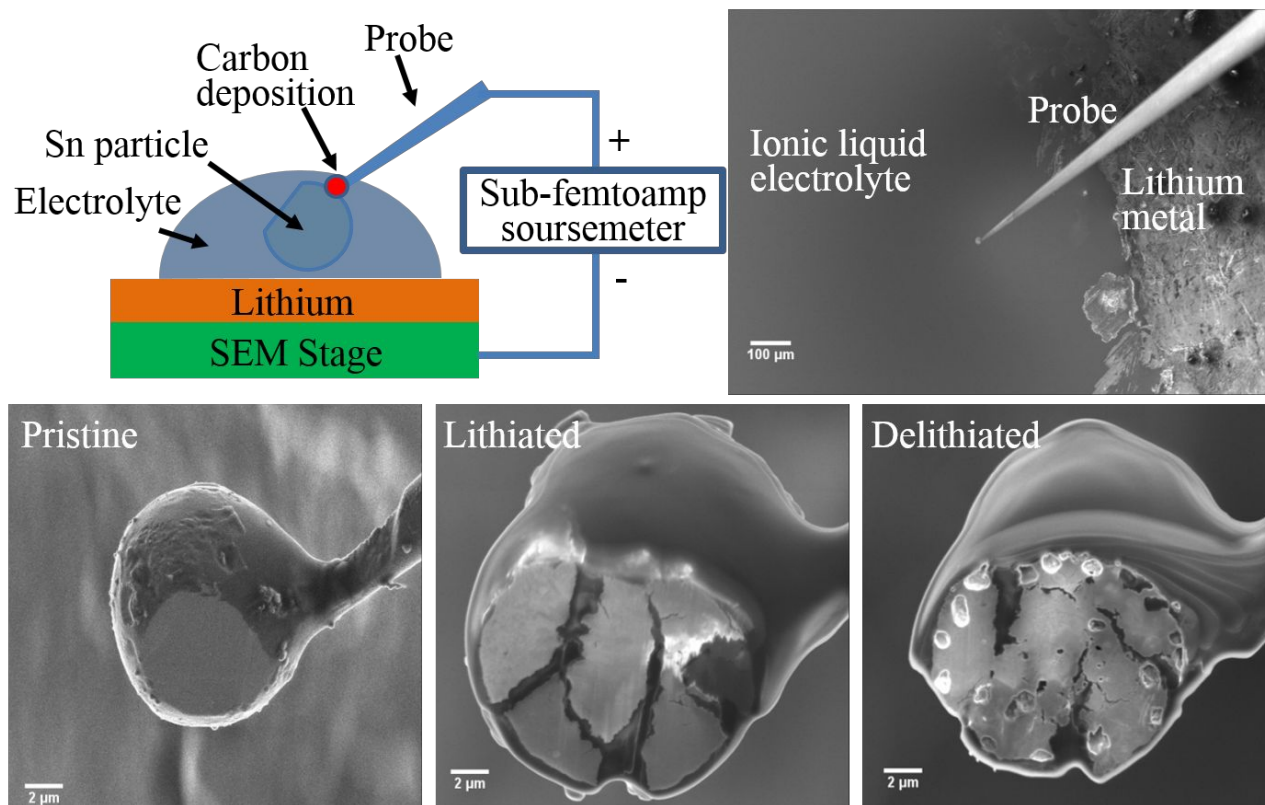 Carbon
deposition
Probe
Sn particle
Electrolyte
+
Sub-femtoamp
soursemeter
-
Lithium
SEM Stage
Ionic liquid
electrolyte
Probe
Lithium
metal
100 μm
Pristine
2 μm
Lithiated
2 μm
Delithiated
2 μm